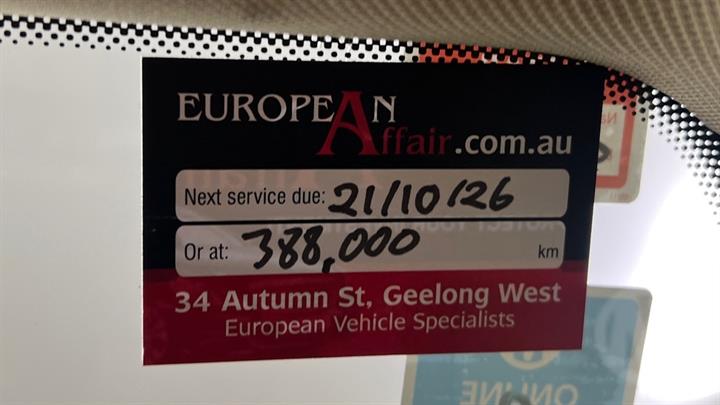 EUROPEAN
Affair.com.au
Next service due: 21/10/26
Or at: 388,000 km
34 Autumn St, Geelong West
European Vehicle Specialists
ONLINE